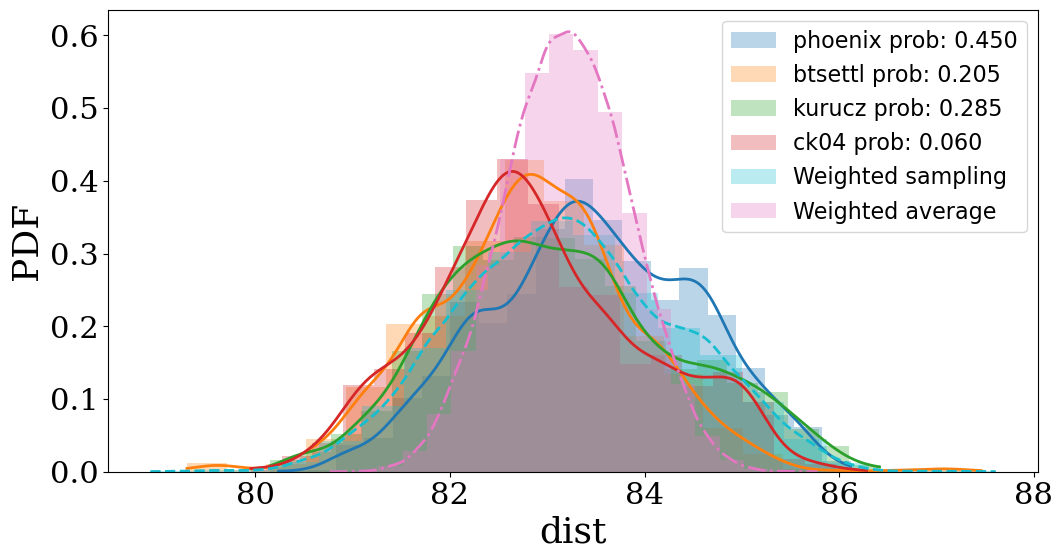 0.6
0.5
0.4
0.3
0.2
0.1
0.0
PDF
80
82
84
86
88
dist
phoenix prob: 0.450
btsettl prob: 0.205
kurucz prob: 0.285
ck04 prob: 0.060
Weighted sampling
Weighted average